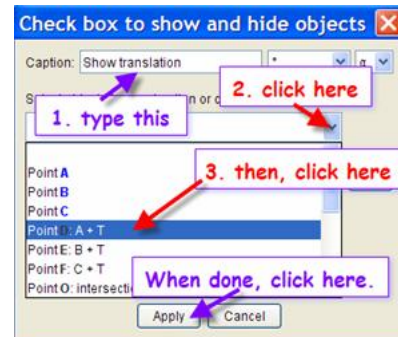 Check box to show and hide objects
Caption: Show translation
2. click here
1. type this
3. then, click here
Point A
Point B
Point C
Point D: A + T
Point E: B + T
Point F: C + T
Point O:
When done, click here.
Apply Cancel